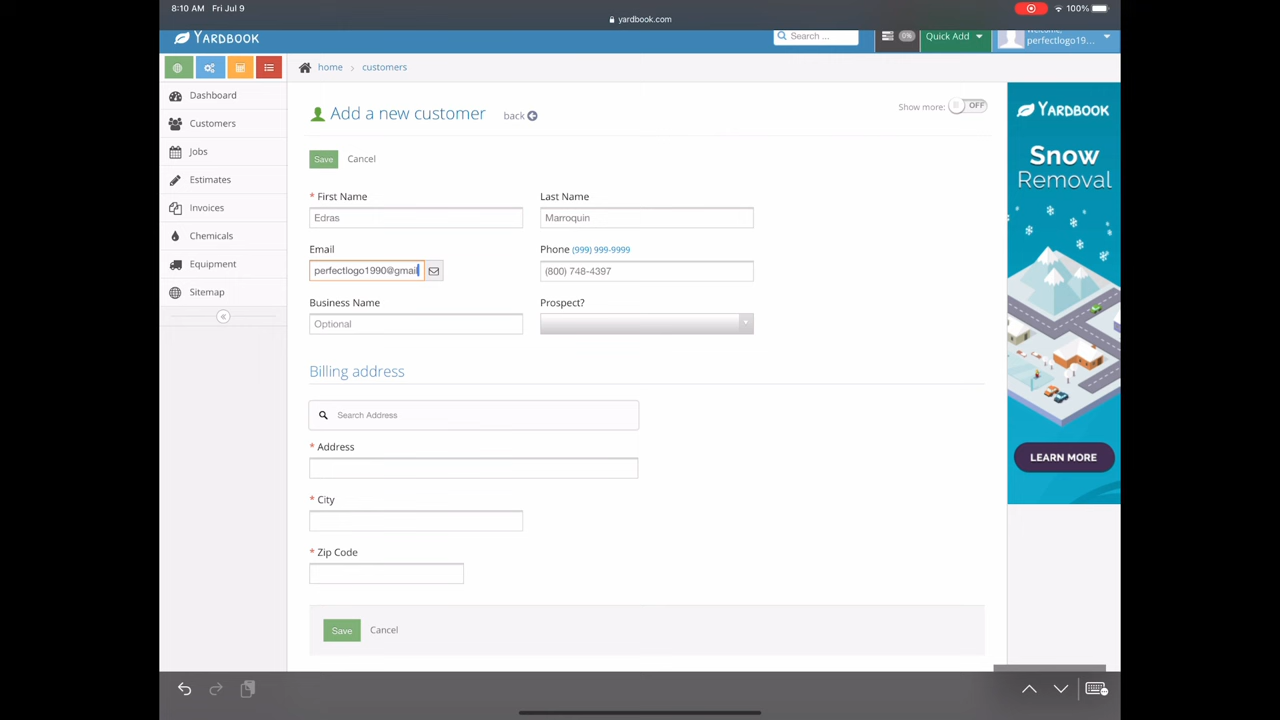 8:10 AM Fri Jul 9
100%
yardbook.com
YARDBOOK
Search ...
0%
Quick Add
Welcome,
perfectlogo19...
home
customers
Dashboard
Customers
Jobs
Estimates
Invoices
Chemicals
Equipment
Sitemap
Add a new customer
back
Show more:
OFF
Save
Cancel
* First Name
Last Name
Edras
Marroquin
Email
Phone (999) 999-9999
perfectlogo1990@gmail
(800) 748-4397
Business Name
Prospect?
Optional
Billing address
Search Address
* Address
* City
* Zip Code
Save
Cancel
YARDBOOK
Snow
Removal
LEARN MORE